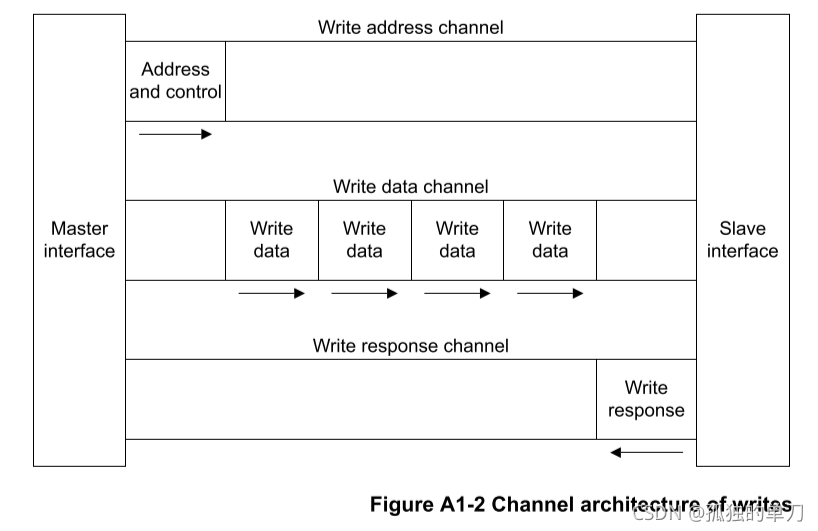 Write address channel
Address
and control
Write data channel
Master
interface
Write
data
Write
data
Write
data
Write
data
Slave
interface
Write response channel
Write
response
Figure A1-2 Channel architecture of writes
CSDN @孤独的单刀